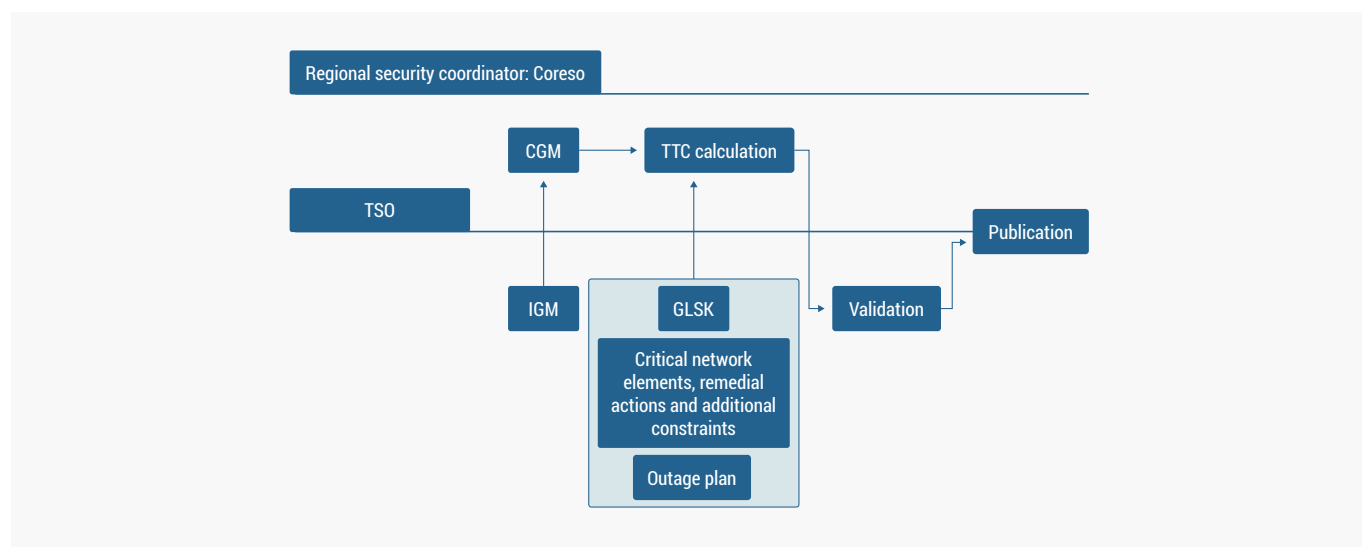 Regional security coordinator: Coreso
CGM
TTC calculation
TSO
Publication
IGM
GLSK
Validation
Critical network
elements, remedial
actions and additional
constraints
Outage plan